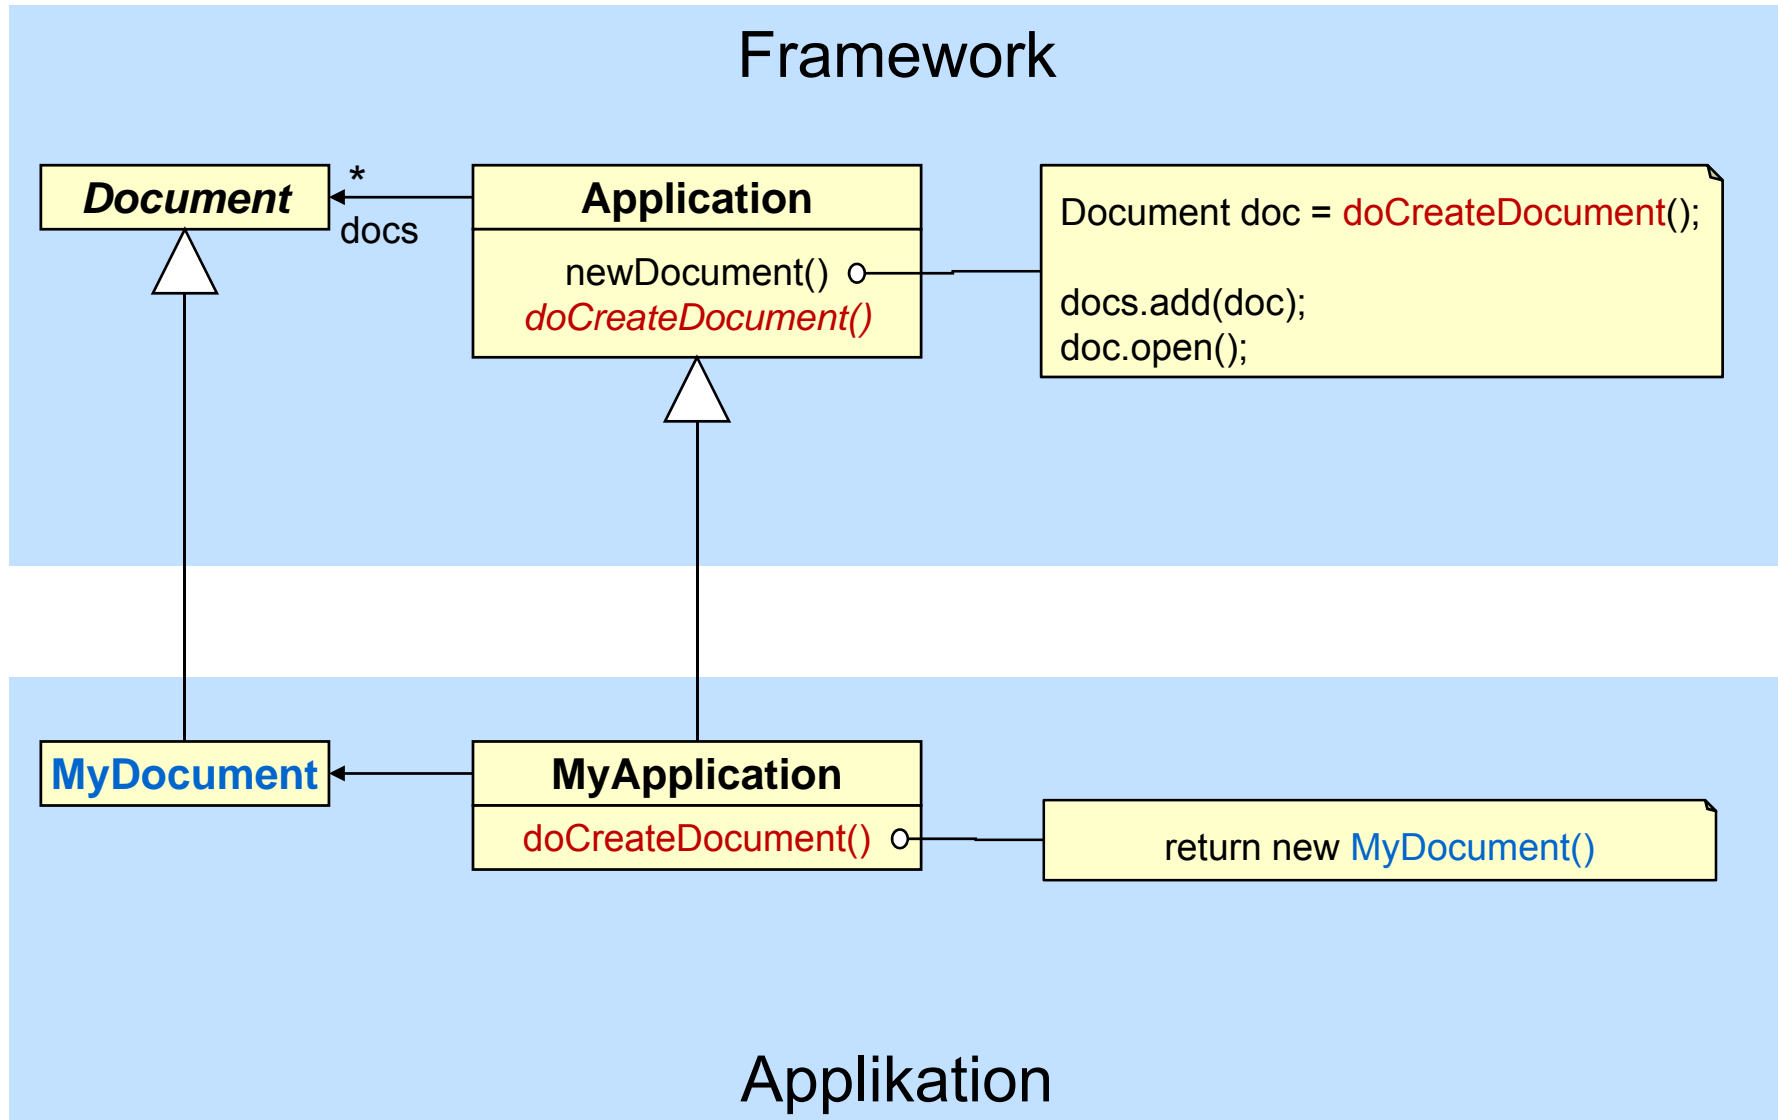 Framework
Document
*
docs
Application
newDocument()
doCreateDocument()
Document doc = doCreateDocument();
docs.add(doc);
doc.open();
MyDocument
MyApplication
doCreateDocument()
return new MyDocument()
Applikation